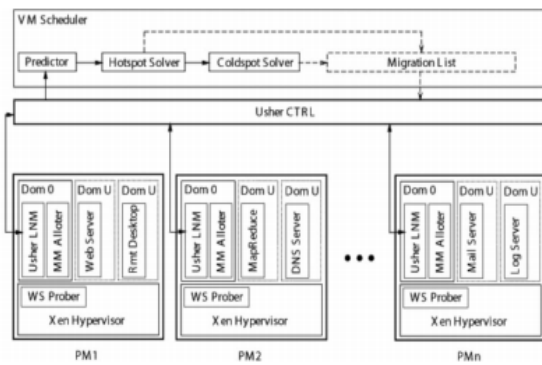 VM Scheduler
Predictor
Hotspot Solver
Coldspot Solver
Migration List
Usher CTRL
Dom 0
Dom U
Dom U
Usher LNM
MM Alloter
Web Server
Rmt Desktop
WS Prober
Xen Hypervisor
PM1
Dom 0
Dom U
Dom U
Usher LNM
MM Alloter
MapReduce
DNS Server
WS Prober
Xen Hypervisor
PM2
Dom 0
Dom U
Dom U
Usher LNM
MM Alloter
Mail Server
Log Server
WS Prober
Xen Hypervisor
PMn